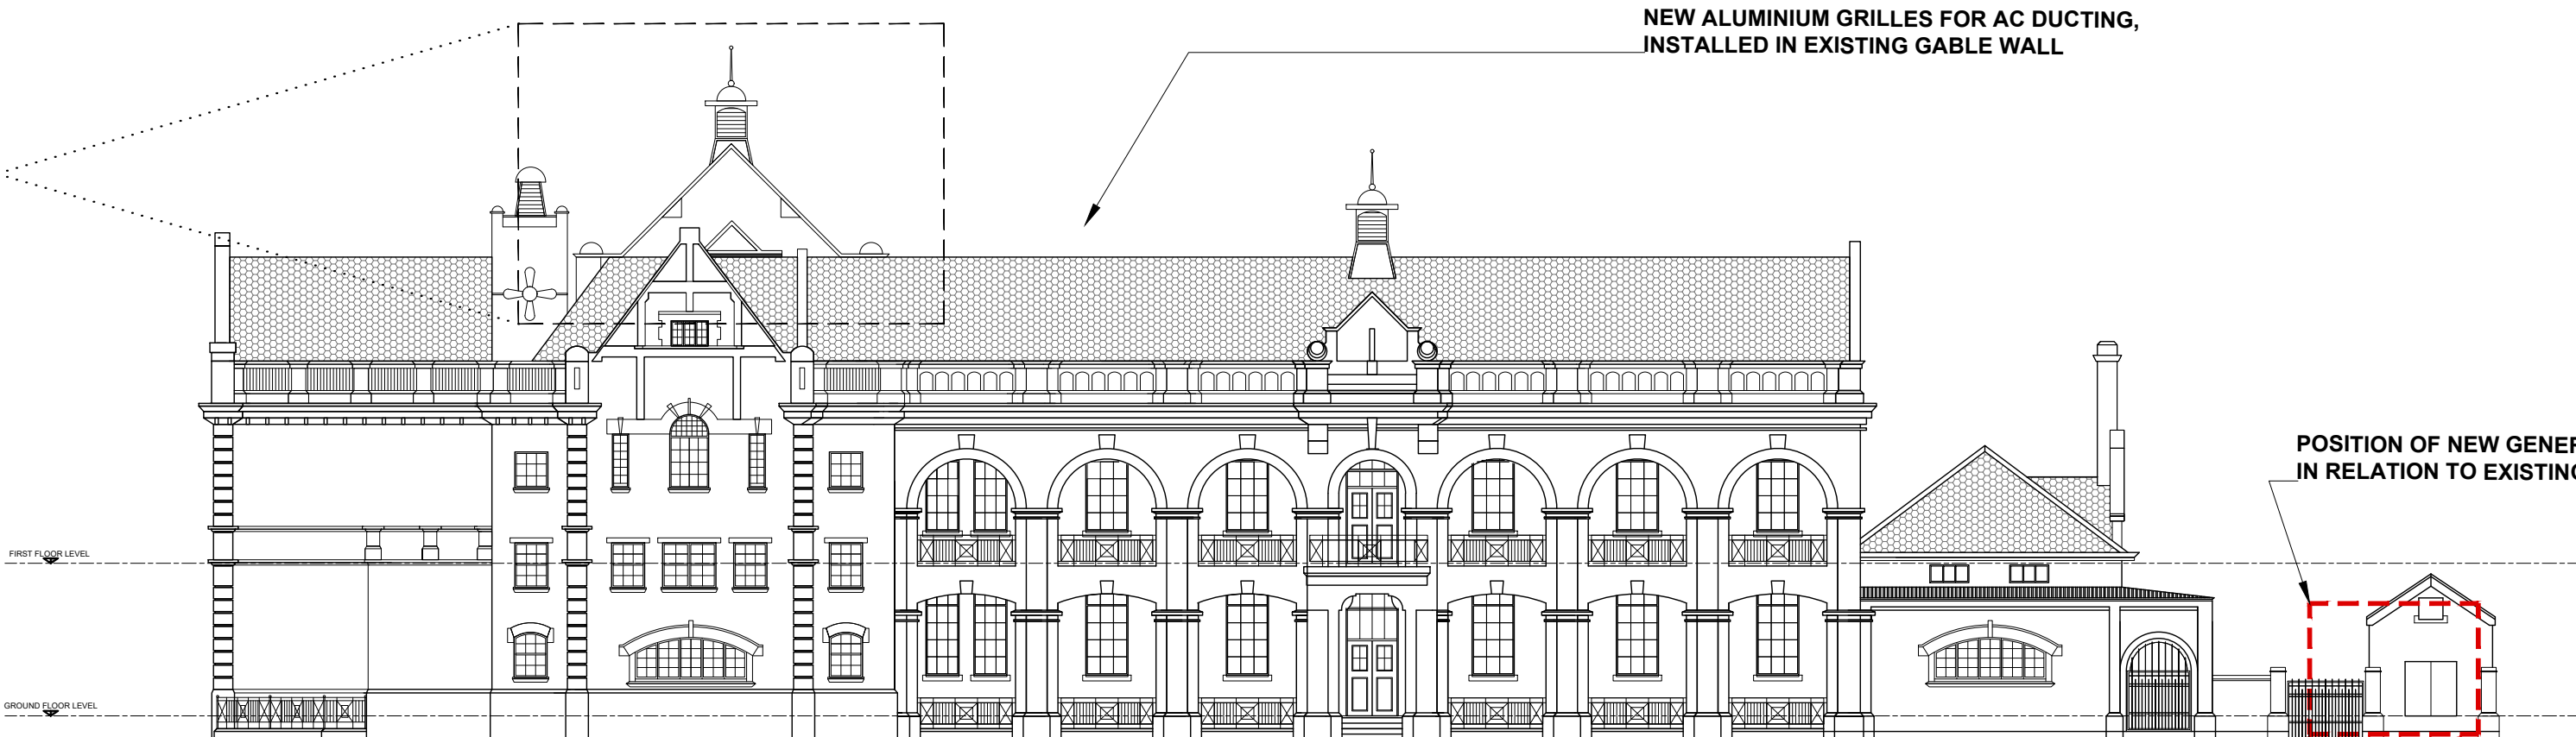 NEW ALUMINIUM GRILLES FOR AC DUCTING,
INSTALLED IN EXISTING GABLE WALL
POSITION OF NEW
IN RELATION TO EXISTING
FIRST FLOOR LEVEL
GROUND FLOOR LEVEL